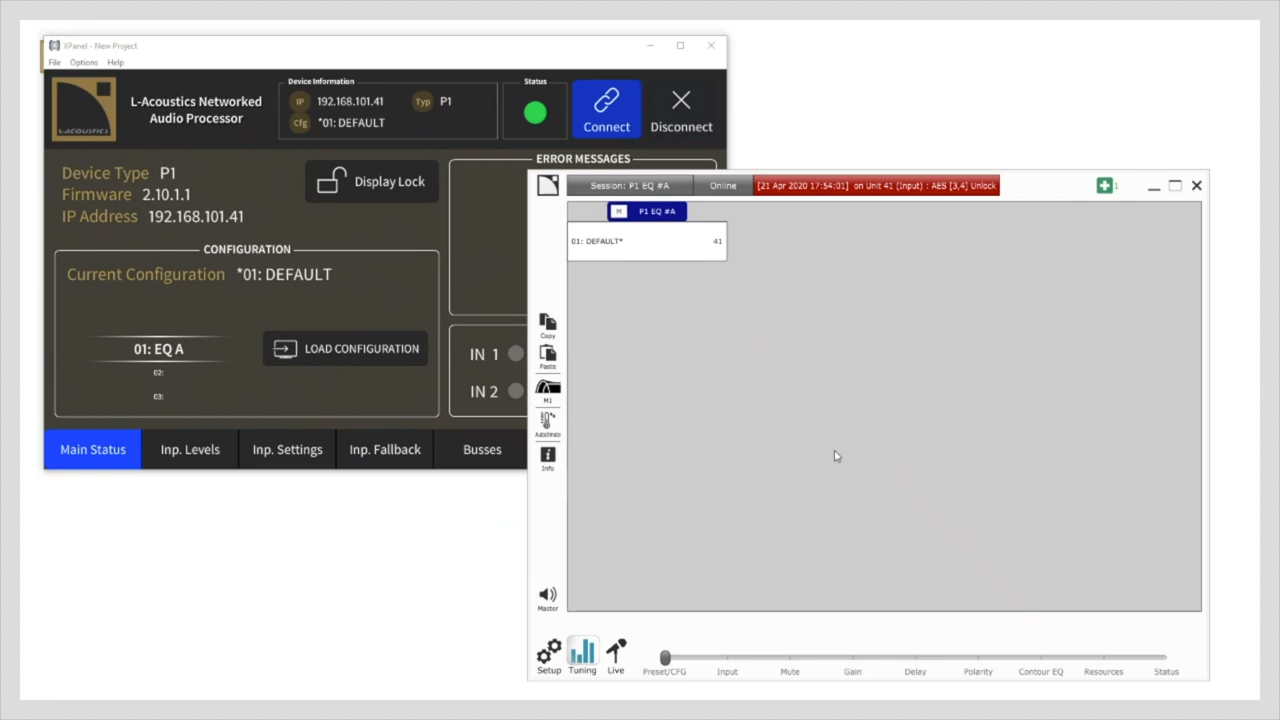 XPanel - New Project
File Options Help
L-ACOUSTICS
L-Acoustics Networked
Audio Processor
Device Information
IP 192.168.101.41 Typ P1
Cfg *01: DEFAULT
Status
Connect
Disconnect
Device Type P1
Firmware 2.10.1.1
IP Address 192.168.101.41
Display Lock
ERROR MESSAGES
CONFIGURATION
Current Configuration *01: DEFAULT
01: EQ A
02:
03:
LOAD CONFIGURATION
IN 1
IN 2
Main Status Inp. Levels Inp. Settings Inp. Fallback Busses
Session: P1 EQ #A Online [21 Apr 2020 17:54:01] on Unit 41 (Input) : AES [3,4] Unlock 1
M P1 EQ #A
01: DEFAULT* 41
Copy
Paste
M1
Autoclimate
Info
Master
Setup Tuning Live
Preset/CFG Input Mute Gain Delay Polarity Contour EQ Resources Status